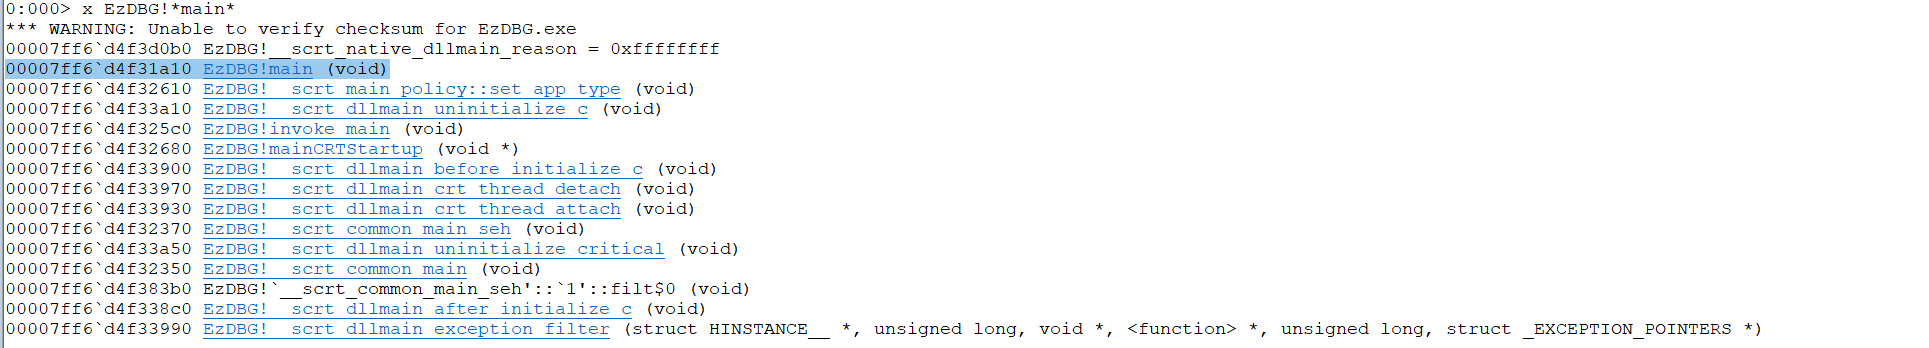 0:000> x EzDBG!*main*
*** WARNING: Unable to verify checksum for EzDBG.exe
00007ff6`d4f3d0b0 EzDBG!__scrt_native_dllmain_reason = 0xffffffff
00007ff6`d4f31a10 EzDBG!main (void)
00007ff6`d4f32610 EzDBG!__scrt_main_policy::set_app_type (void)
00007ff6`d4f33a10 EzDBG!__scrt_dllmain_uninitialize_c (void)
00007ff6`d4f325c0 EzDBG!invoke_main (void)
00007ff6`d4f32680 EzDBG!mainCRTStartup (void *)
00007ff6`d4f33900 EzDBG!__scrt_dllmain_before_initialize_c (void)
00007ff6`d4f33970 EzDBG!__scrt_dllmain_crt_thread_detach (void)
00007ff6`d4f33930 EzDBG!__scrt_dllmain_crt_thread_attach (void)
00007ff6`d4f32370 EzDBG!__scrt_common_main_seh (void)
00007ff6`d4f33a50 EzDBG!__scrt_dllmain_uninitialize_critical (void)
00007ff6`d4f32350 EzDBG!__scrt_common_main (void)
00007ff6`d4f383b0 EzDBG!`__scrt_common_main_seh'::`1'::filt$0 (void)
00007ff6`d4f338c0 EzDBG!__scrt_dllmain_after_initialize_c (void)
00007ff6`d4f33990 EzDBG!__scrt_dllmain_exception_filter (struct HINSTANCE__ *, unsigned long, void *, <function> *, unsigned long, struct _EXCEPTION_POINTERS *)